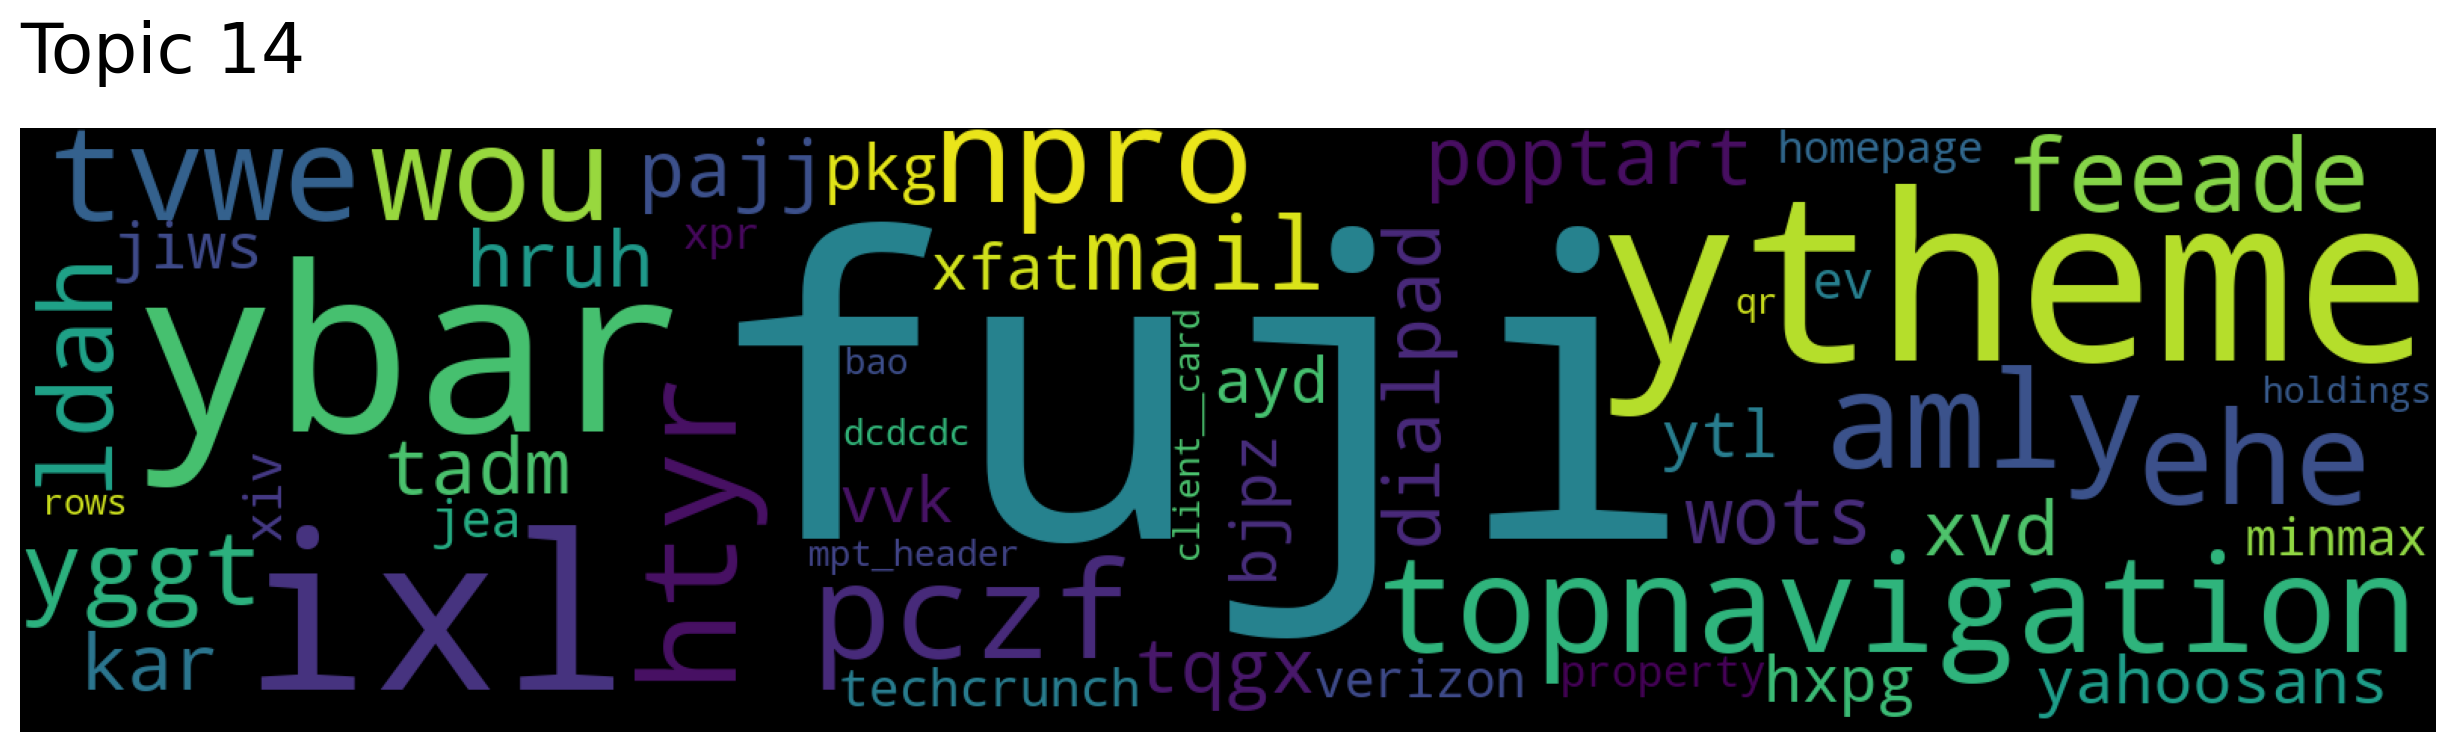 Topic 14
tvwe
wou
pajj
pkg
npro
poptart
homepage
feeade
jiws
hruh
xpr
xfat
mail
ytheme
ev
qr
ldah
ybar
fuji
dialpad
bao
client__card
ayd
dcdcdc
htyr
holdings
amly
ehe
ytl
tadm
rows
xiv
jea
vvk
bjpz
wots
xvd
minmax
mpt_header
yggt
ixl
pczf
topnavigation
kar
techcrunch
tqgx
verizon
property
hxpg
yahoosans